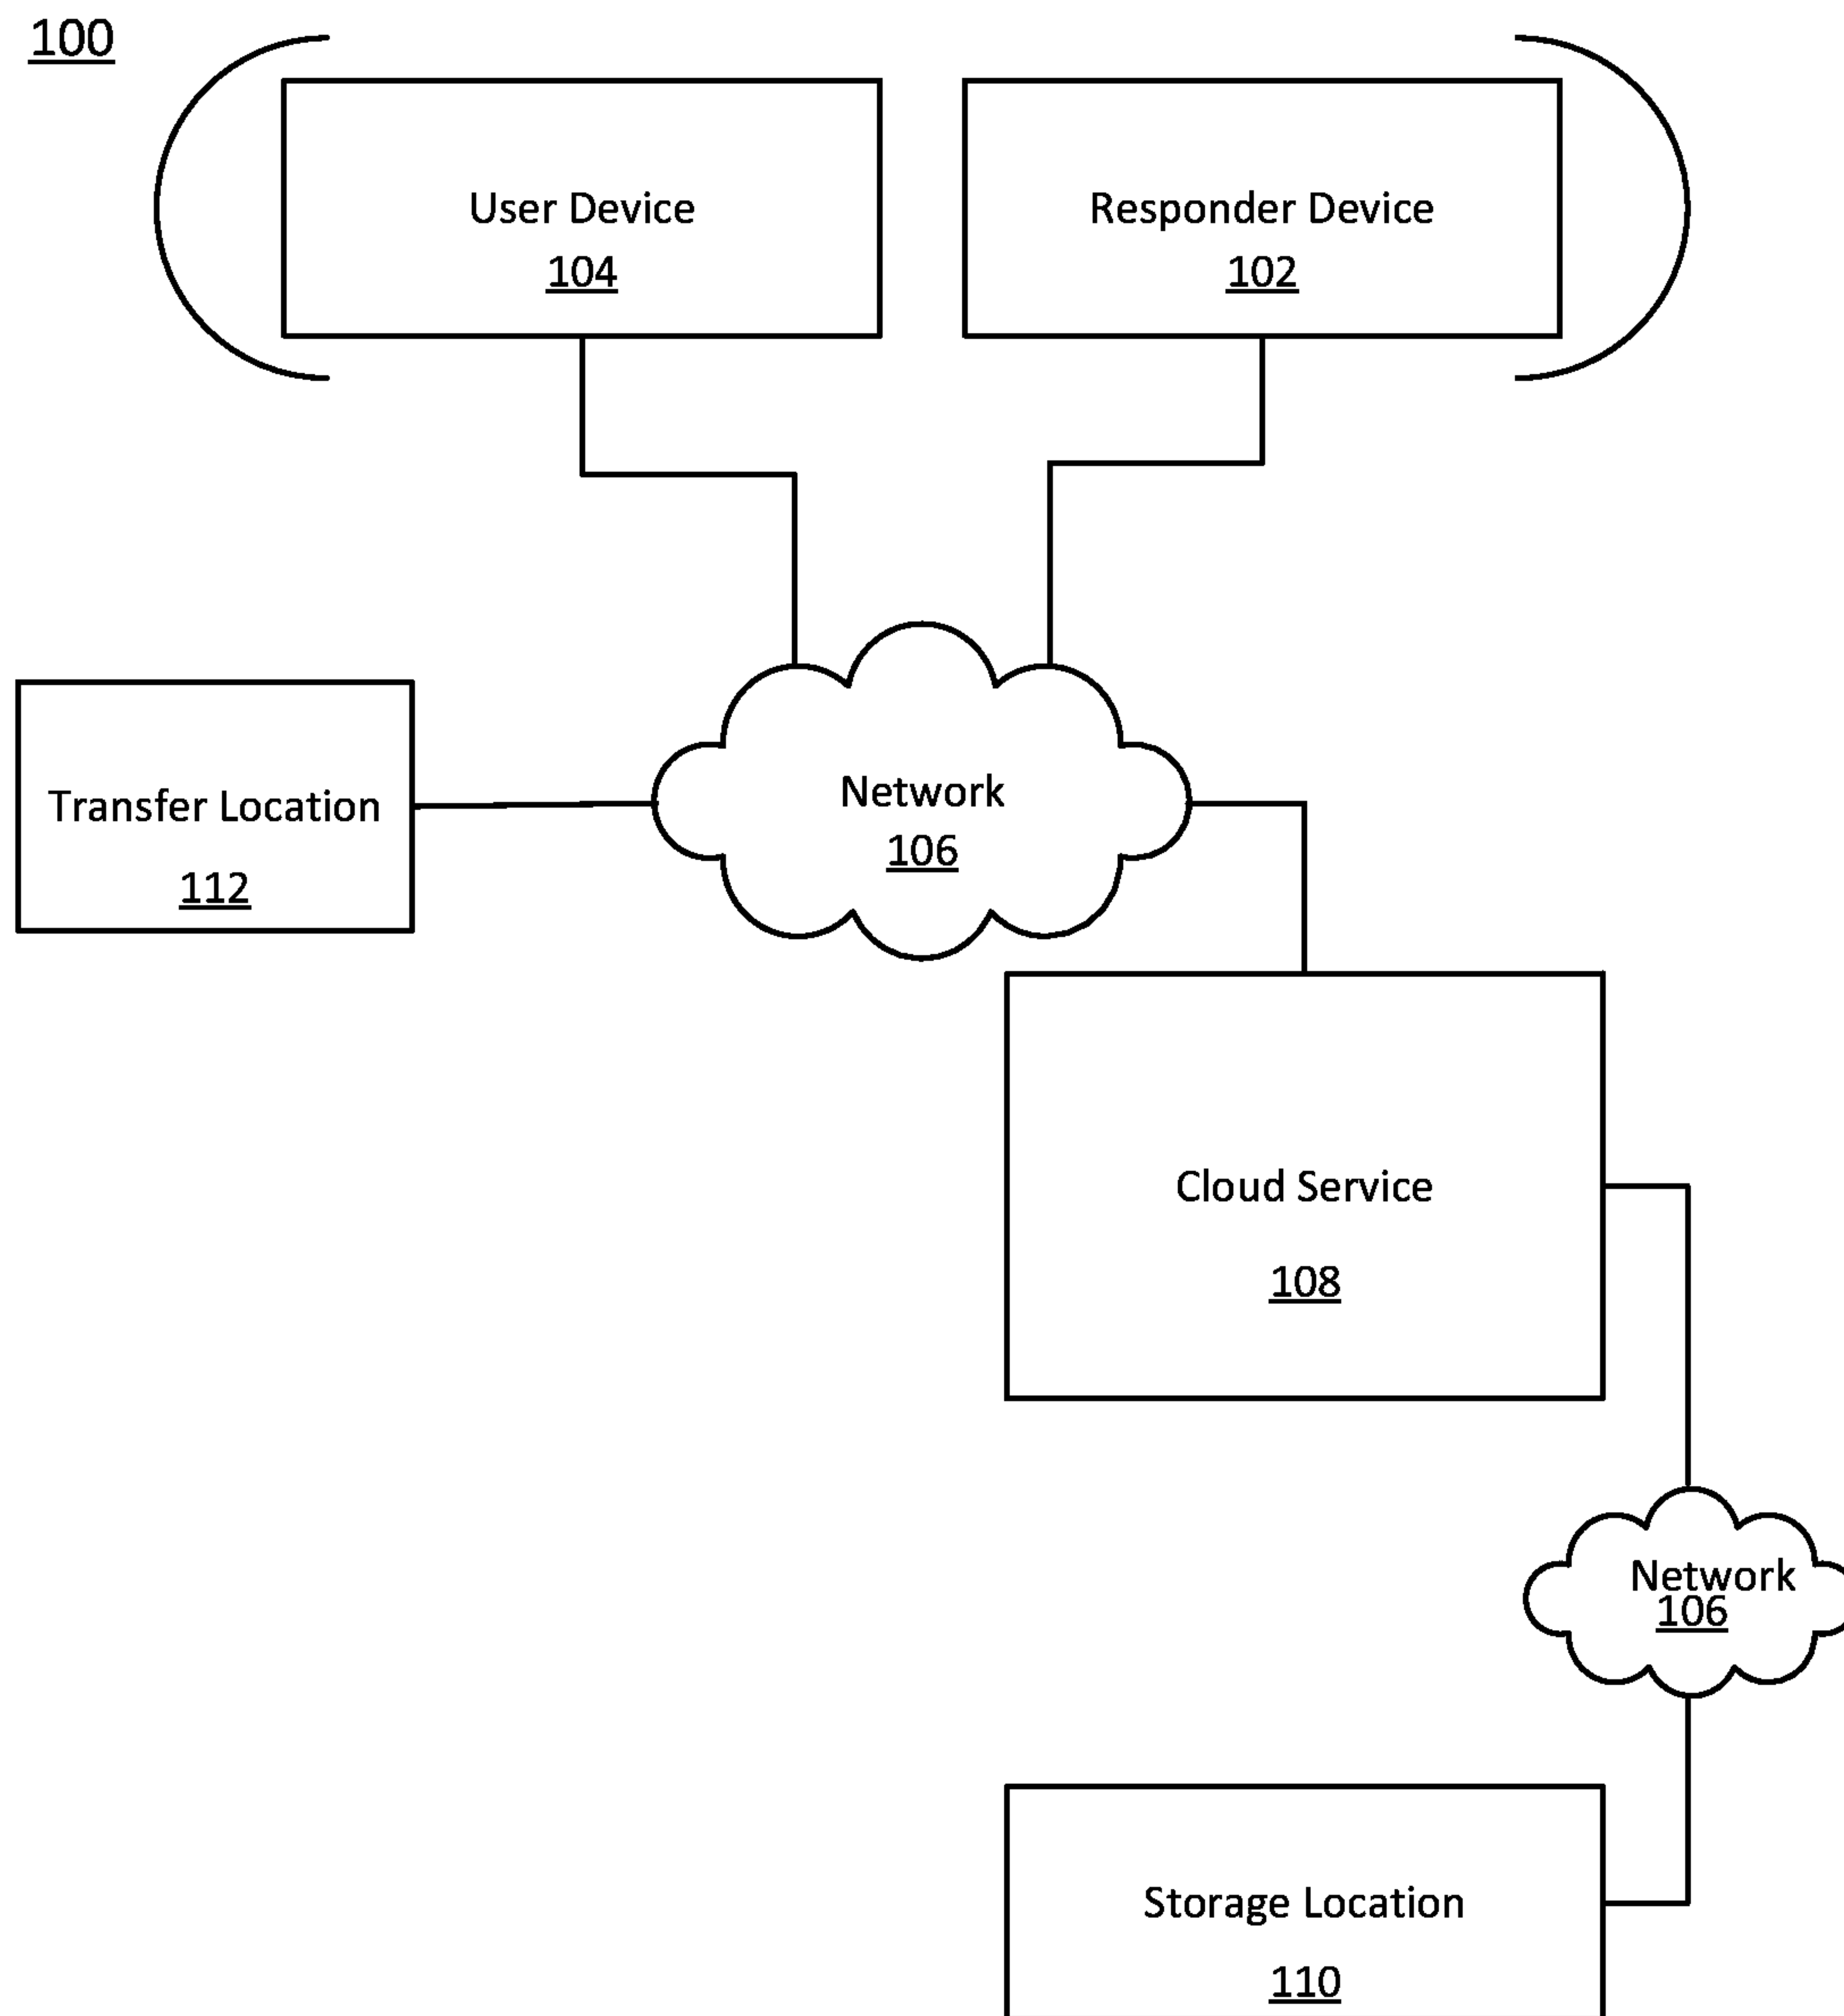 100
User Device
104
Responder Device
102
Transfer Location
112
Network
106
Cloud Service
108
Network
106
Storage Location
110